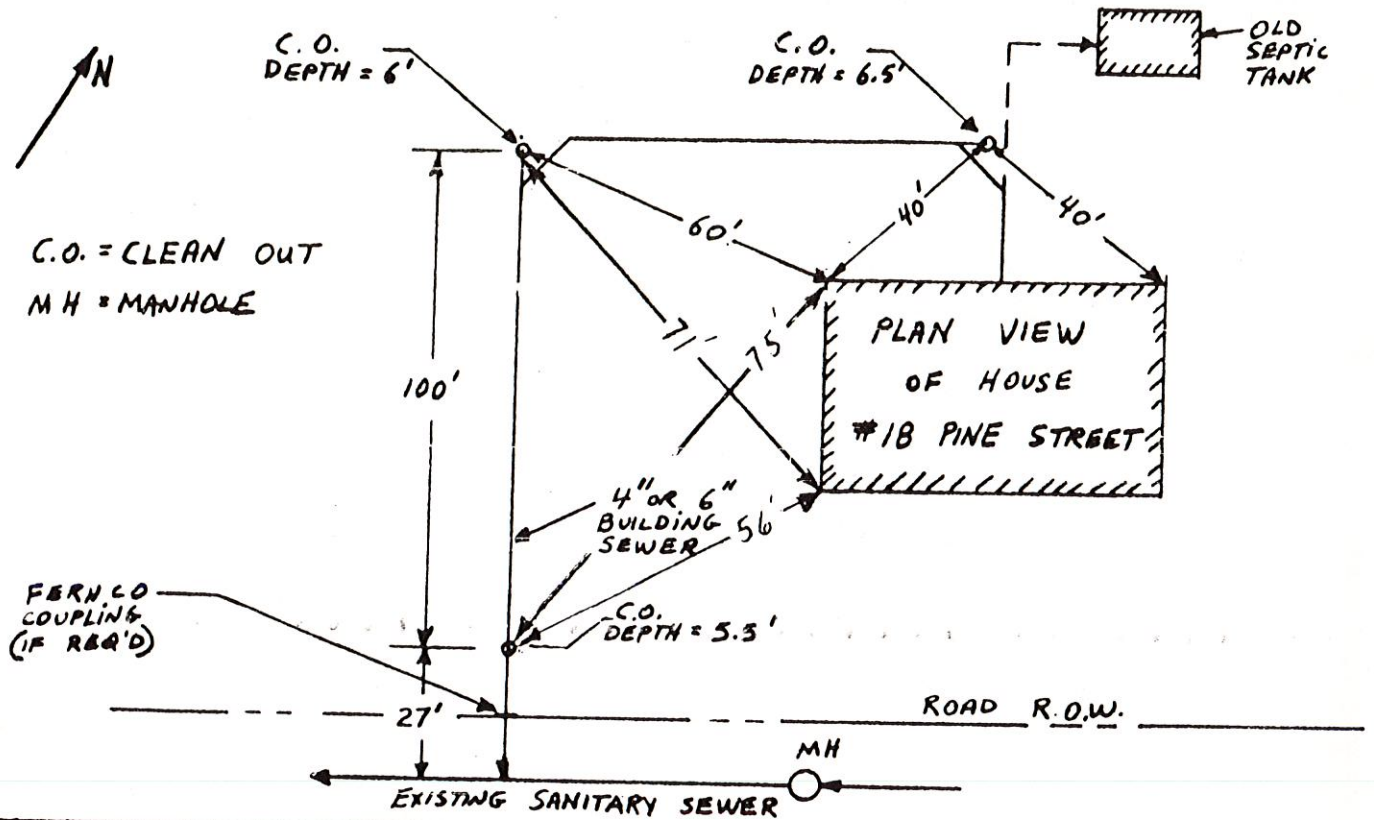 N
C.O.
DEPTH = 6'
C.O.
DEPTH = 6.5'
OLD
SEPTIC
TANK
C.O. = CLEAN OUT
MH = MANHOLE
60'
40'
40'
100'
71'
75'
PLAN VIEW
OF HOUSE
#18 PINE STREET
4" OR 6"
BUILDING
SEWER
56'
FERNCO
COUPLING
(IF REQ'D)
C.O.
DEPTH = 5.5'
27'
ROAD R.O.W.
MH
EXISTING SANITARY SEWER